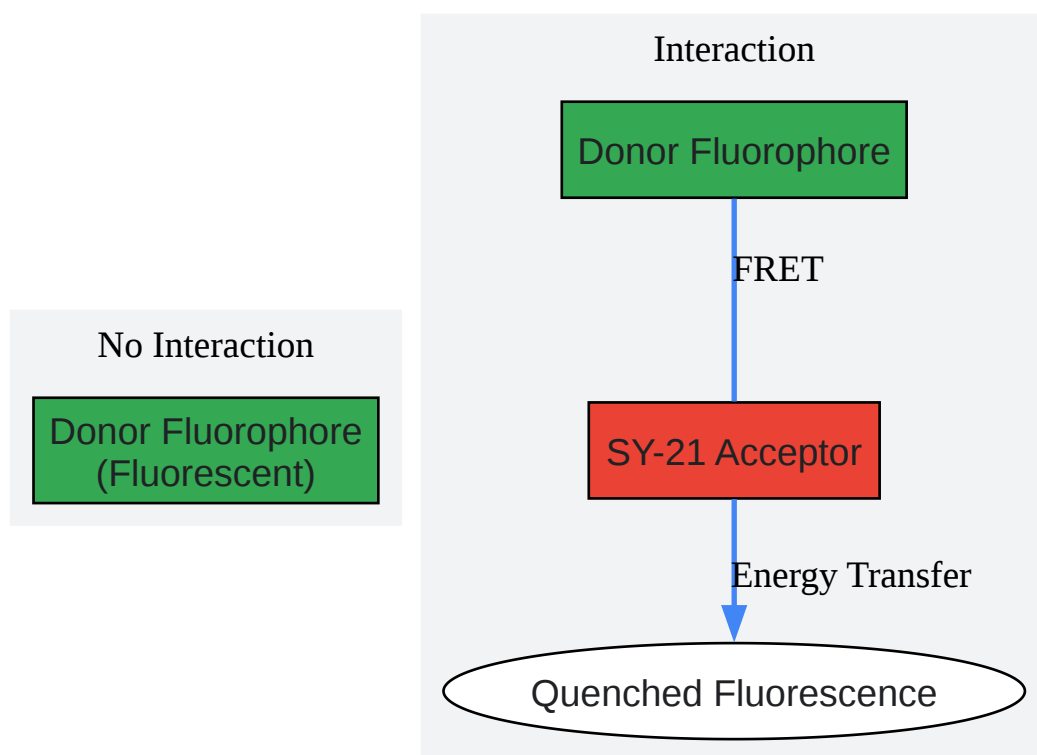 No Interaction
Donor Fluorophore
(Fluorescent)
Interaction
Donor Fluorophore
FRET
SY-21 Acceptor
Energy Transfer
Quenched Fluorescence